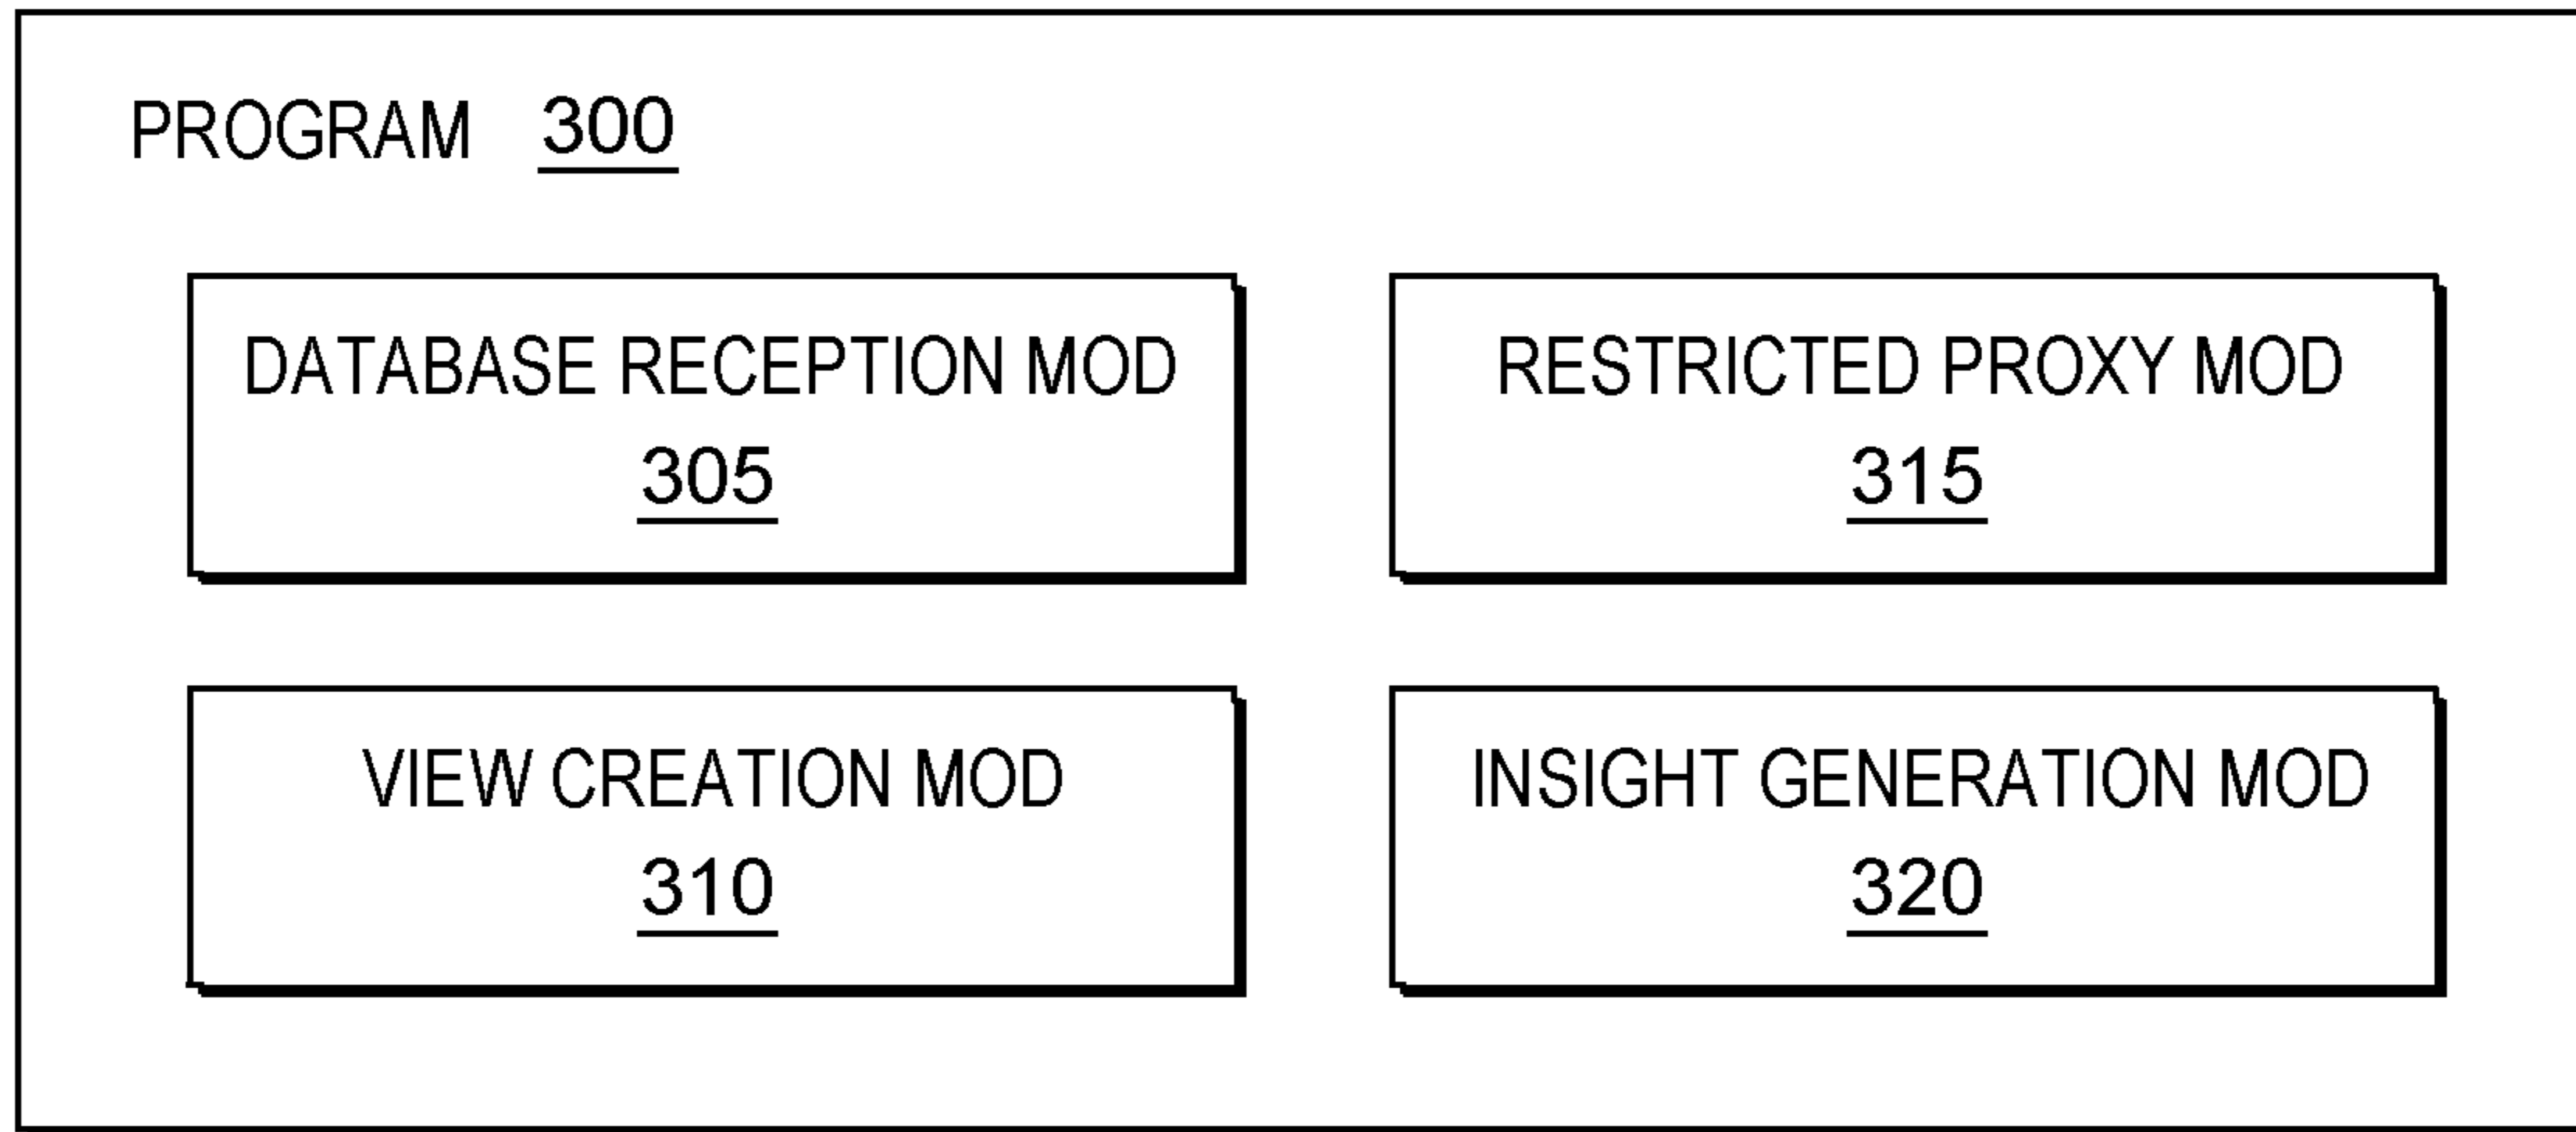 PROGRAM 300
DATABASE RECEPTION MOD
305
RESTRICTED PROXY MOD
315
VIEW CREATION MOD
310
INSIGHT GENERATION MOD
320